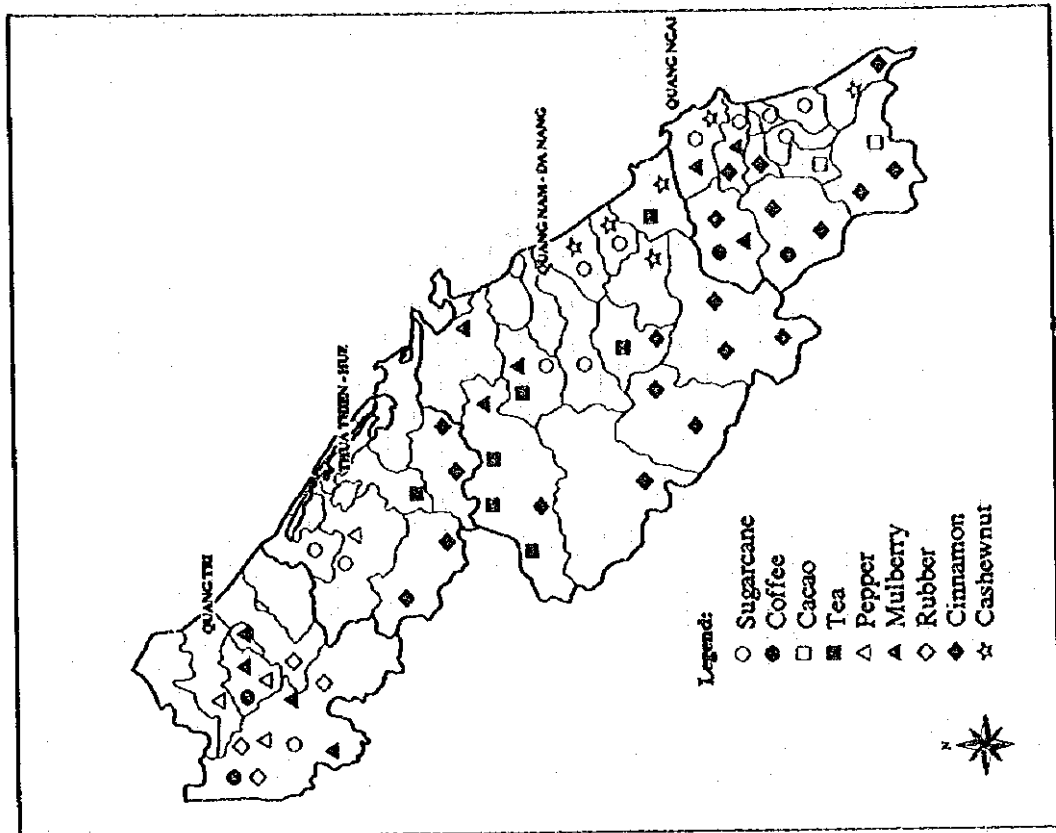 QUANG TRI
THUA THIEN - HUE
QUANG NAM - DA NANG
QUANG NGAI
Legend:
Sugarcane
Coffee
Cacao
Tea
Pepper
Mulberry
Rubber
Cinnamon
Cashewnut
N